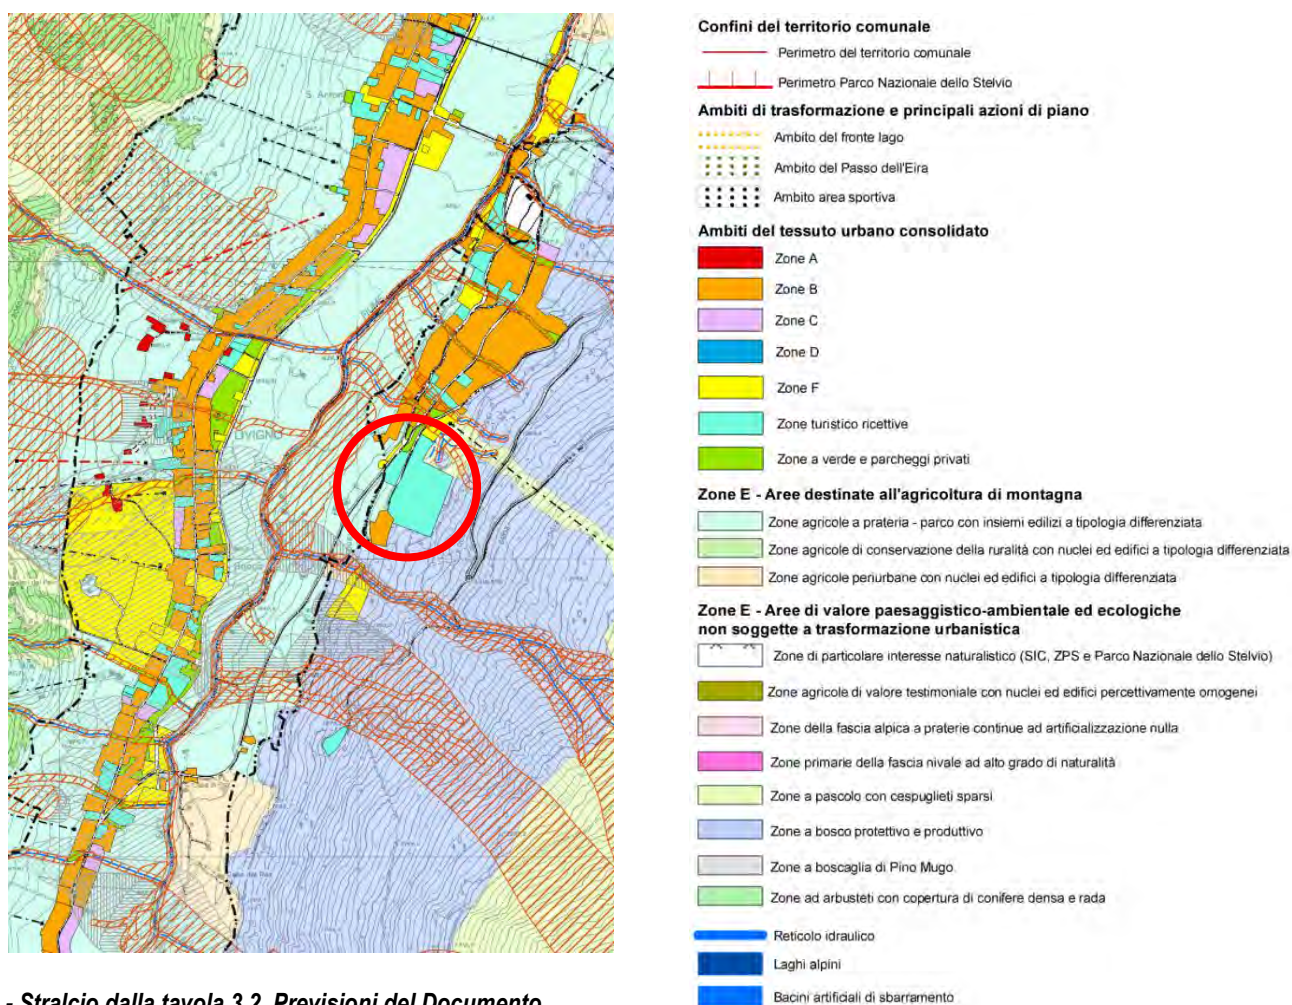 S. Anton
LIVIGNO
Confini del territorio comunale
Perimetro del territorio comunale
Perimetro Parco Nazionale dello Stelvio
Ambiti di trasformazione e principali azioni di piano
Ambito del fronte lago
Ambito del Passo dell'Eira
Ambito area sportiva
Ambiti del tessuto urbano consolidato
Zone A
Zone B
Zone C
Zone D
Zone F
Zone turistico ricettive
Zone a verde e parcheggi privati
Zone E - Aree destinate all'agricoltura di montagna
Zone agricole a prateria - parco con insiemi edilizi a tipologia differenziata
Zone agricole di conservazione della ruralità con nuclei ed edifici a tipologia differenziata
Zone agricole periurbane con nuclei ed edifici a tipologia differenziata
Zone E - Aree di valore paesaggistico-ambientale ed ecologiche
non soggette a trasformazione urbanistica
Zone di particolare interesse naturalistico (SIC, ZPS e Parco Nazionale dello Stelvio)
Zone agricole di valore testimoniale con nuclei ed edifici percettivamente omogenei
Zone della fascia alpica a praterie continue ad artificializzazione nulla
Zone primarie della fascia nivale ad alto grado di naturalità
Zone a pascolo con cespuglieti sparsi
Zone a bosco protettivo e produttivo
Zone a boscaglia di Pino Mugo
Zone ad arbusteti con copertura di conifere densa e rada
Reticolo idraulico
Laghi alpini
Bacini artificiali di sbarramento
- Stralcio dalla tavola 3.2. Previsioni del Documento